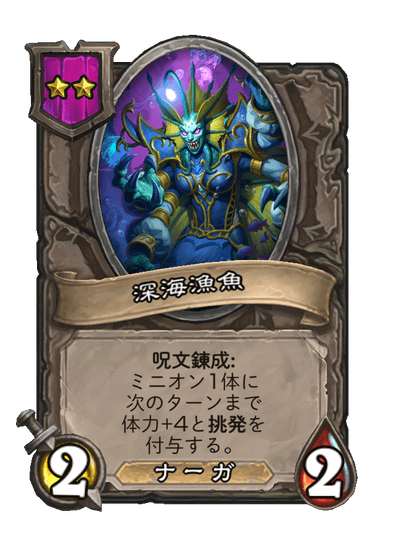 深海漁魚
呪文錬成:
ミニオン1体に
次のターンまで
体力+4と挑発を
付与する。
2
ナーガ
2